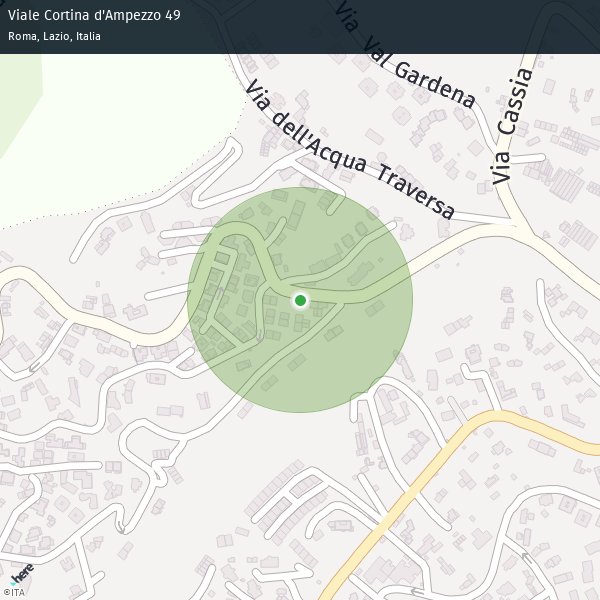 Viale Cortina d'Ampezzo 49
Roma, Lazio, Italia
Via Val Gardena
Via Cassia
Via dell'Acqua Traversa
here
©ITA